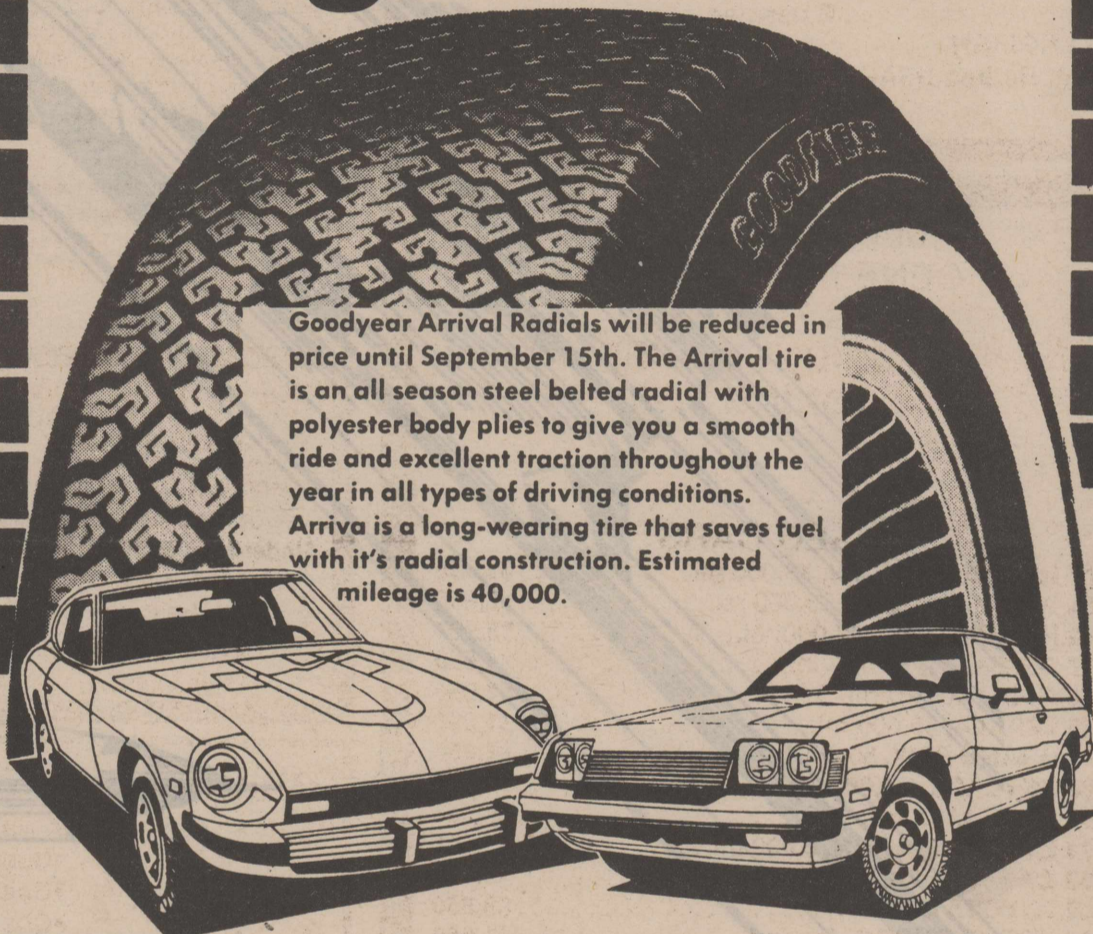 GOODYEAR
Goodyear Arrival Radials will be reduced in
price until September 15th. The Arrival tire
is an all season steel belted radial with
polyester body plies to give you a smooth
ride and excellent traction throughout the
year in all types of driving conditions.
Arriva is a long-wearing tire that saves fuel
with it's radial construction. Estimated
mileage is 40,000.